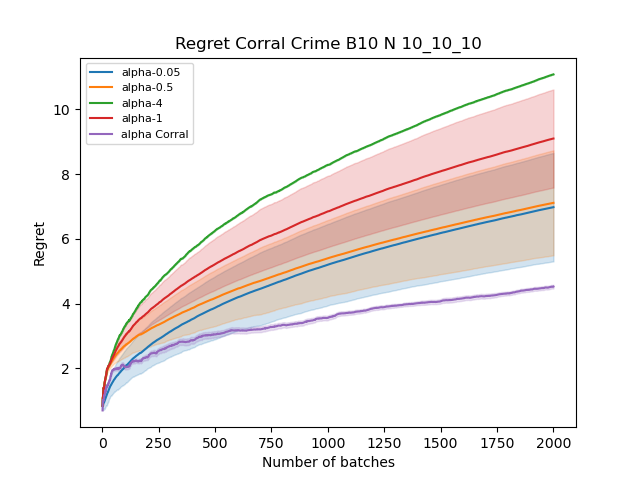 Regret Corral Crime B10 N 10_10_10
alpha-0.05
alpha-0.5
alpha-4
alpha-1
alpha Corral
Regret
10
8
6
4
2
0 250 500 750 1000 1250 1500 1750 2000
Number of batches